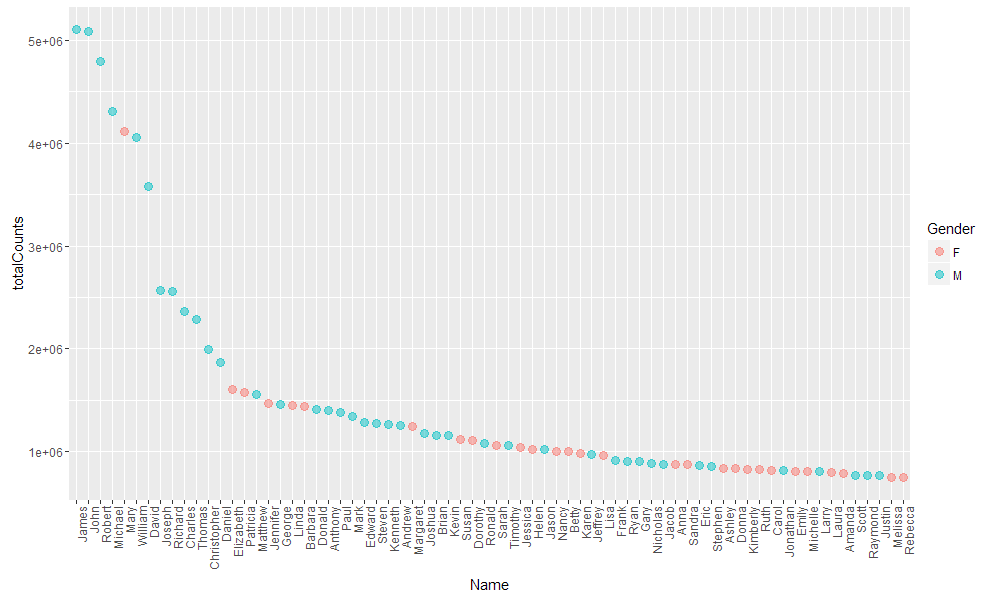 5e+06
4e+06
3e+06
2e+06
1e+06
totalCounts
James
John
Robert
Michael
Mary
William
David
Joseph
Richard
Charles
Thomas
Christopher
Daniel
Elizabeth
Patricia
Matthew
Jennifer
George
Linda
Barbara
Donald
Anthony
Paul
Mark
Edward
Steven
Kenneth
Andrew
Margaret
Joshua
Brian
Kevin
Susan
Dorothy
Ronald
Sarah
Timothy
Jessica
Helen
Jason
Nancy
Betty
Karen
Jeffrey
Lisa
Frank
Ryan
Gary
Nicholas
Jacob
Anna
Sandra
Eric
Stephen
Ashley
Donna
Kimberly
Ruth
Carol
Jonathan
Emily
Michelle
Larry
Laura
Amanda
Scott
Raymond
Justin
Melissa
Rebecca
Name
Gender
F
M